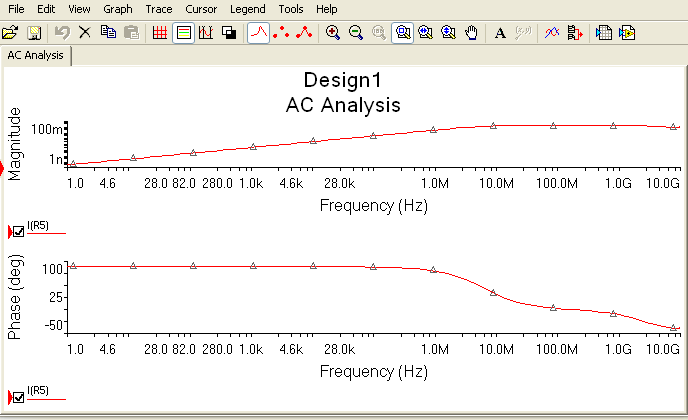 File Edit View Graph Trace Cursor Legend Tools Help
A
AC Analysis
Design1
AC Analysis
Magnitude
100m
1n
1.0 4.6 28.0 82.0 280.0 1.0k 4.6k 28.0k 1.0M 10.0M 100.0M 1.0G 10.0G
Frequency (Hz)
I(R5)
Phase (deg)
100
25
-50
1.0 4.6 28.0 82.0 280.0 1.0k 4.6k 28.0k 1.0M 10.0M 100.0M 1.0G 10.0G
Frequency (Hz)
I(R5)